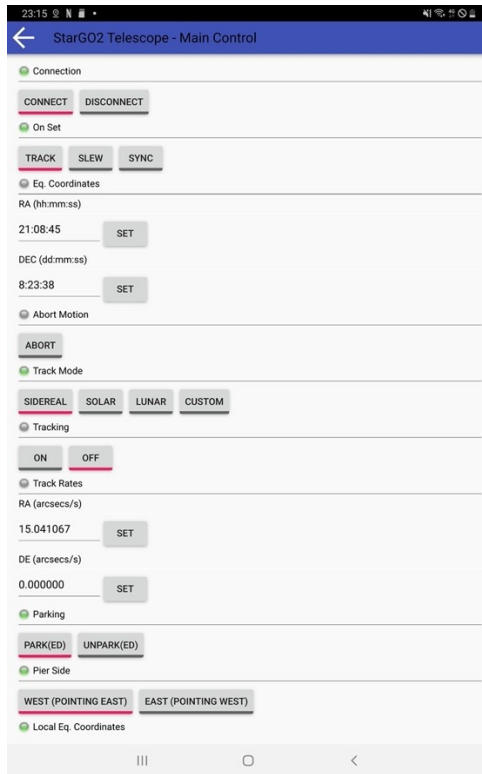 23:15
StarGO2 Telescope - Main Control
Connection
CONNECT DISCONNECT
On Set
TRACK SLEW SYNC
Eq. Coordinates
RA (hh:mm:ss)
21:08:45 SET
DEC (dd:mm:ss)
8:23:38 SET
Abort Motion
ABORT
Track Mode
SIDEREAL SOLAR LUNAR CUSTOM
Tracking
ON OFF
Track Rates
RA (arcsecs/s)
15.041067 SET
DE (arcsecs/s)
0.000000 SET
Parking
PARK(ED) UNPARK(ED)
Pier Side
WEST (POINTING EAST) EAST (POINTING WEST)
Local Eq. Coordinates